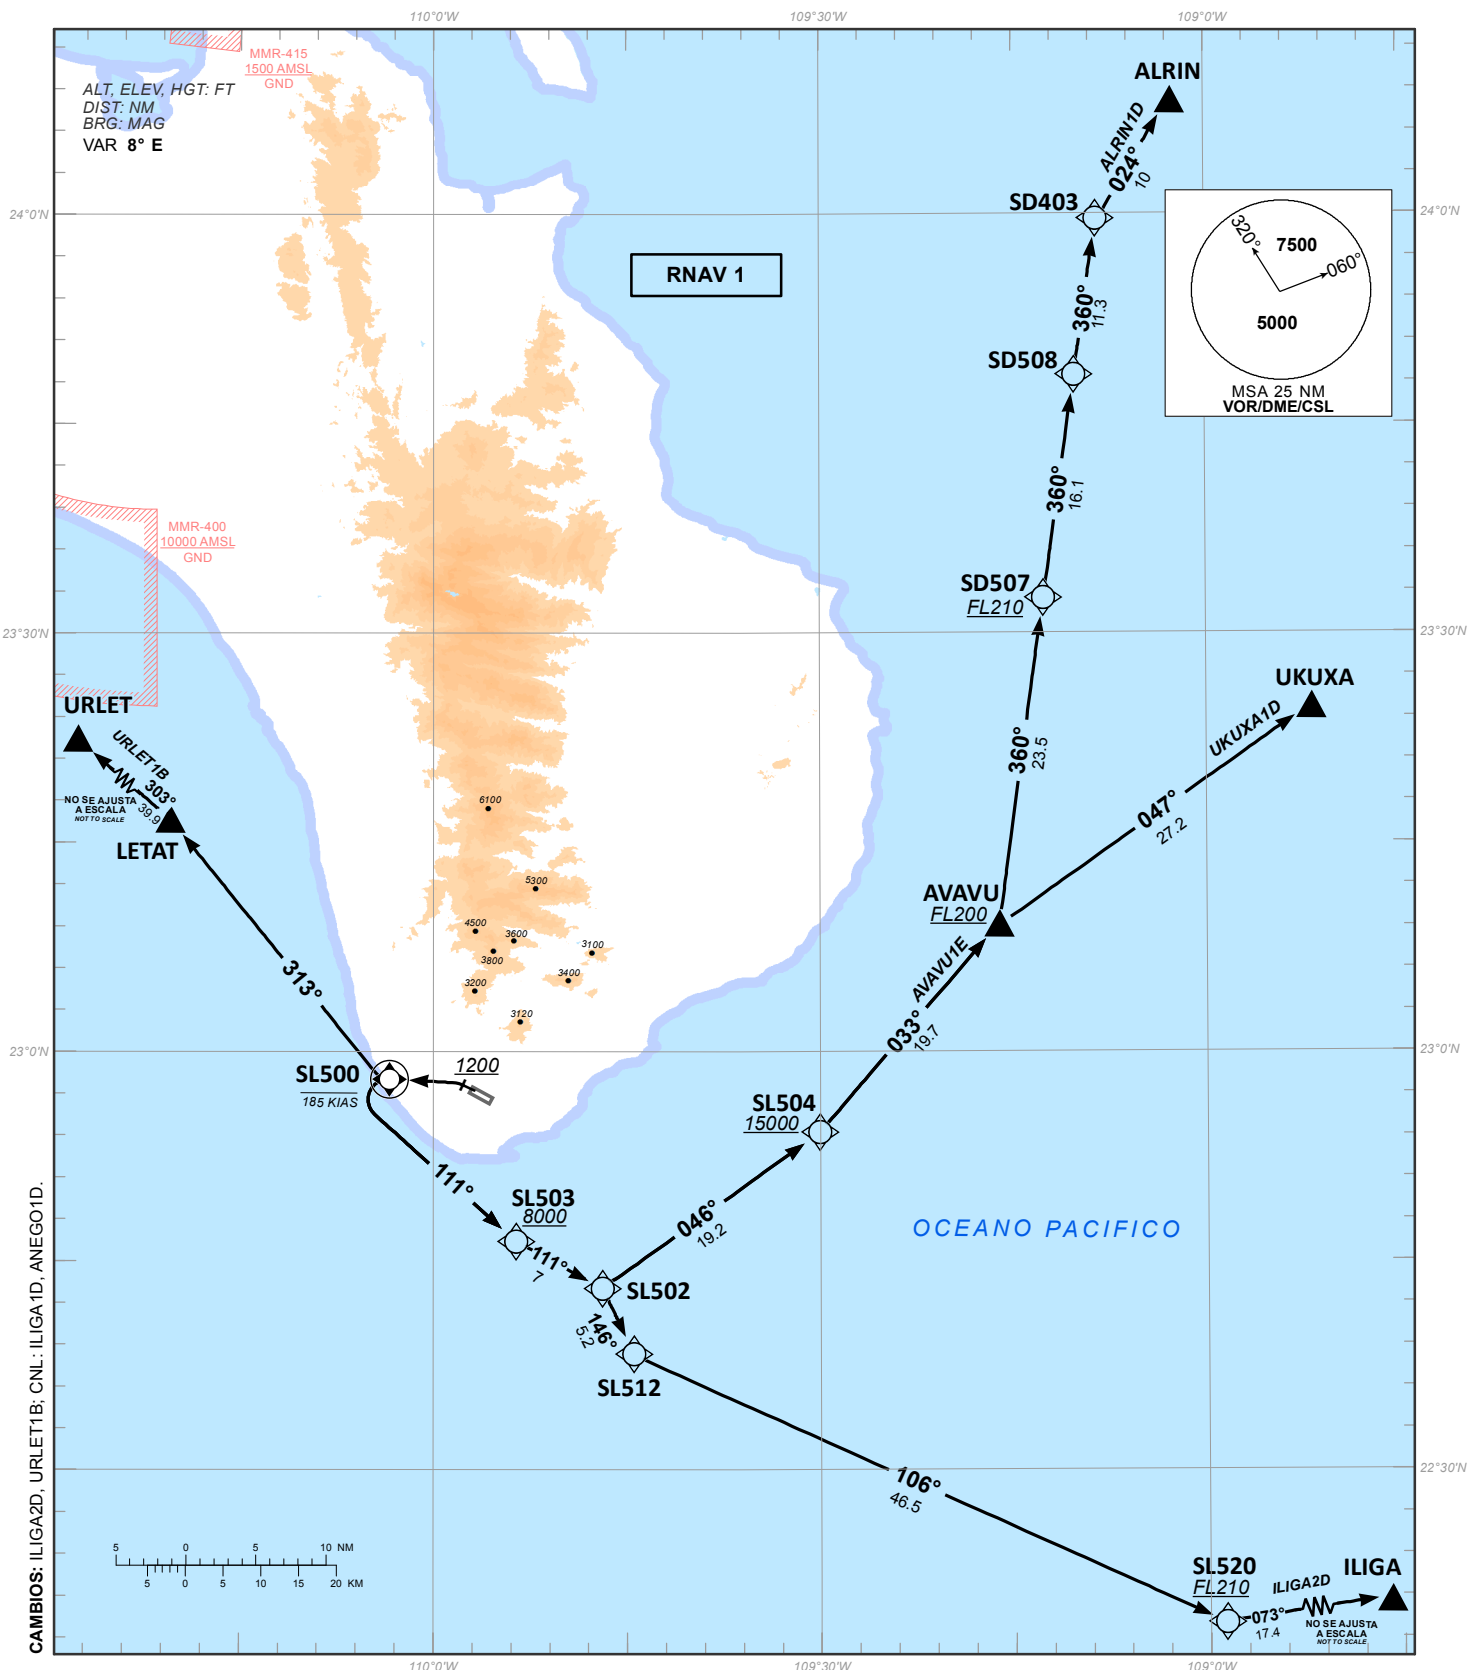 110°0'W
109°30'W
109°0'W
MMR-415
1500 AMSL
GND
ALT, ELEV, HGT: FT
DIST: NM
BRG: MAG
VAR 8° E
ALRIN
ALRIN1D
024°
10
SD403
24°0'N
24°0'N
320°
7500
060°
5000
MSA 25 NM
VOR/DME/CSL
RNAV 1
360°
11.3
SD508
360°
16.1
MMR-400
10000 AMSL
GND
SD507
FL210
23°30'N
23°30'N
URLET
URLET1B
303°
39.9
NO SE AJUSTA
A ESCALA
NOT TO SCALE
LETAT
UKUXA
UKUXA1D
360°
23.5
047°
27.2
6100
5300
4500
3600
3800
3100
3400
3200
3120
AVAVU
FL200
AVAVU1E
313°
033°
19.7
23°0'N
23°0'N
SL500
185 KIAS
1200
SL504
15000
111°
SL503
8000
046°
19.2
OCEANO PACIFICO
111°
7
SL502
146°
5.2
SL512
106°
46.5
22°30'N
SL520
FL210
ILIGA2D
ILIGA
073°
17.4
NO SE AJUSTA
A ESCALA
NOT TO SCALE
5 0 5 10 NM
5 0 5 10 15 20 KM
CAMBIOS: ILIGA2D, URLET1B; CNL: ILIGA1D, ANEGO1D.
110°0'W
109°30'W
109°0'W